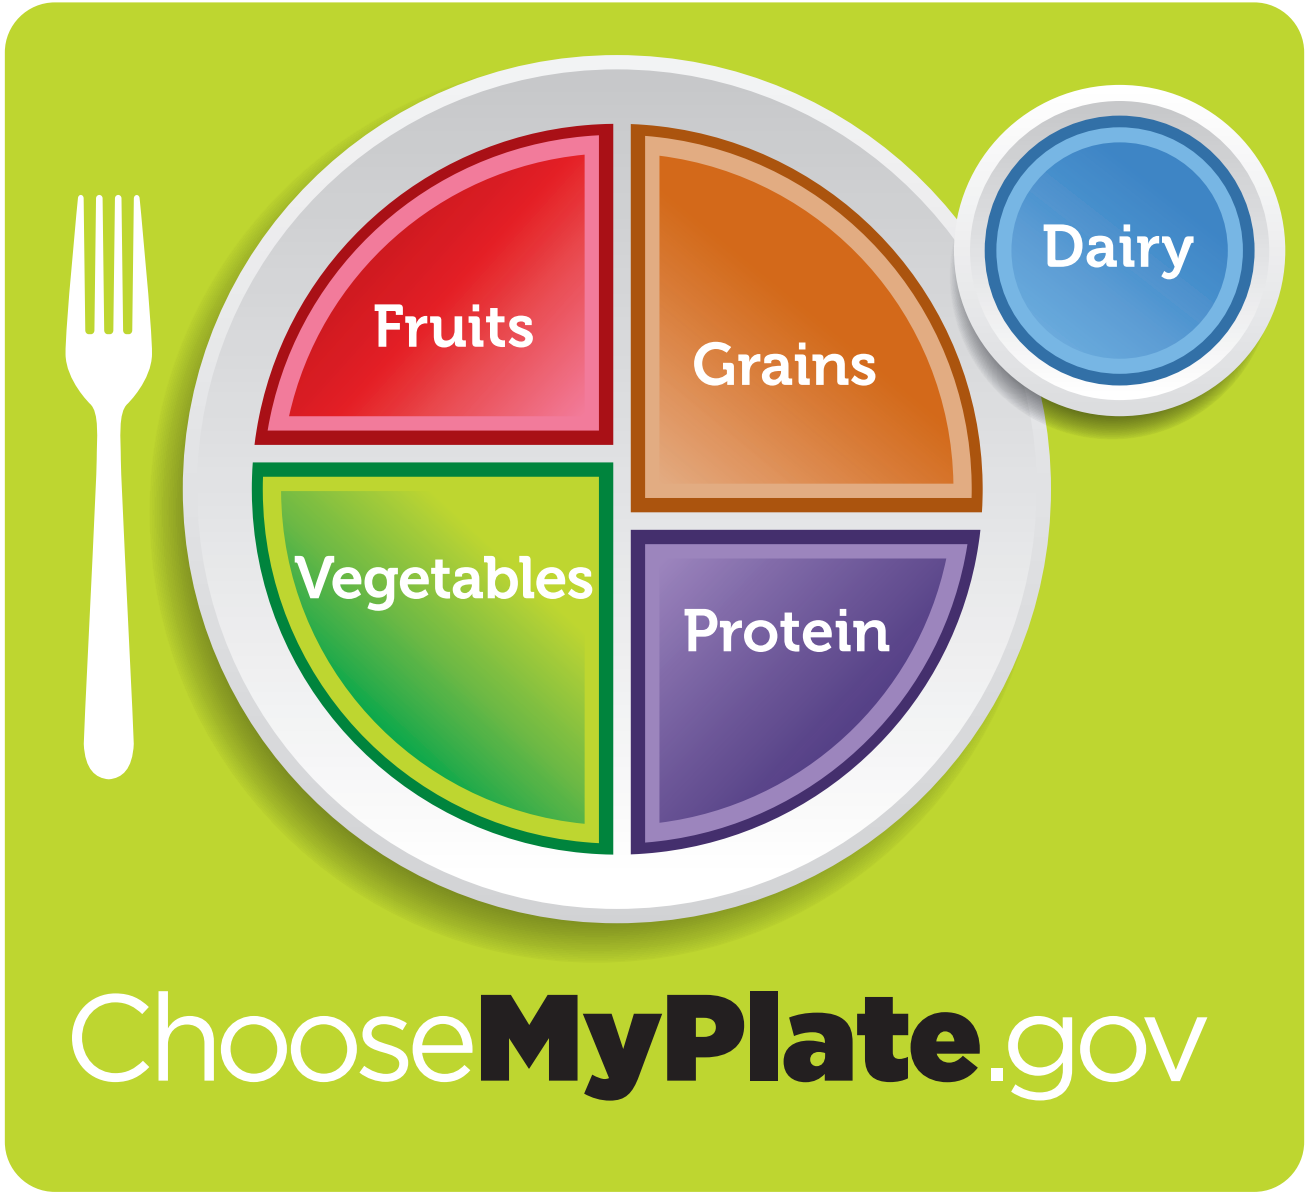 Fruits
Grains
Dairy
Vegetables
Protein
ChooseMyPlate.gov